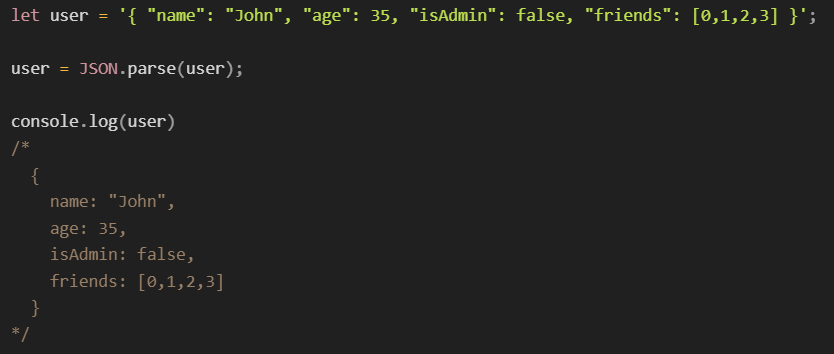 let user = '{ "name": "John", "age": 35, "isAdmin": false, "friends": [0,1,2,3] }';
user = JSON.parse(user);
console.log(user)
/*
  {
    name: "John",
    age: 35,
    isAdmin: false,
    friends: [0,1,2,3]
  }
*/